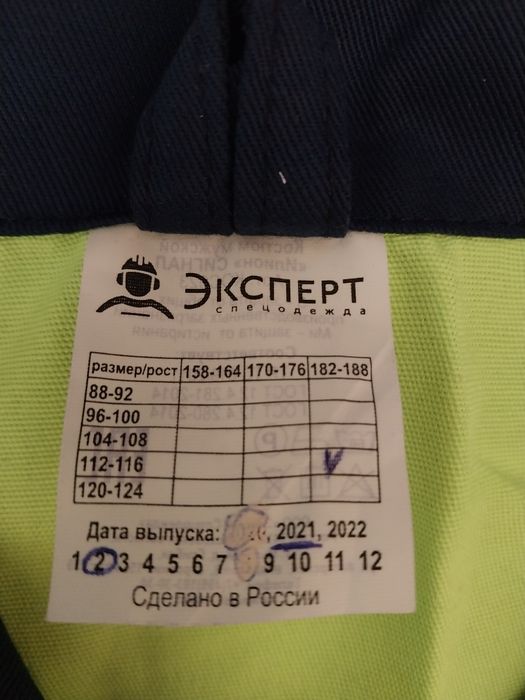 ЭКСПЕРТ
спецодежда
размер/рост 158-164 170-176 182-188
88-92
96-100
104-108
112-116 V
120-124
Дата выпуска: 2021, 2022
1 2 3 4 5 6 7 9 10 11 12
Сделано в России